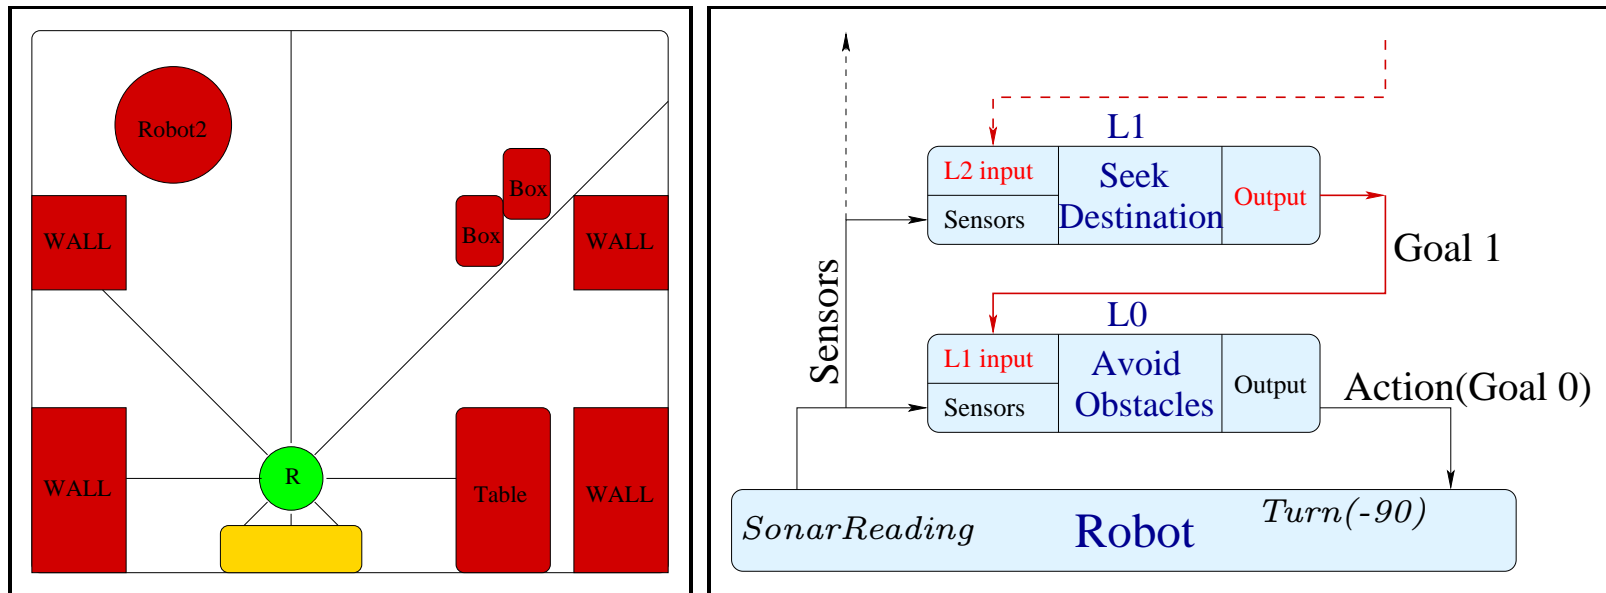 Robot2
Box
Box
WALL
WALL
WALL
R
Table
WALL
L1
L2 input
Seek
Destination
Output
Sensors
Goal 1
Sensors
L0
L1 input
Avoid
Obstacles
Output
Sensors
Action(Goal 0)
SonarReading
Robot
Turn(-90)